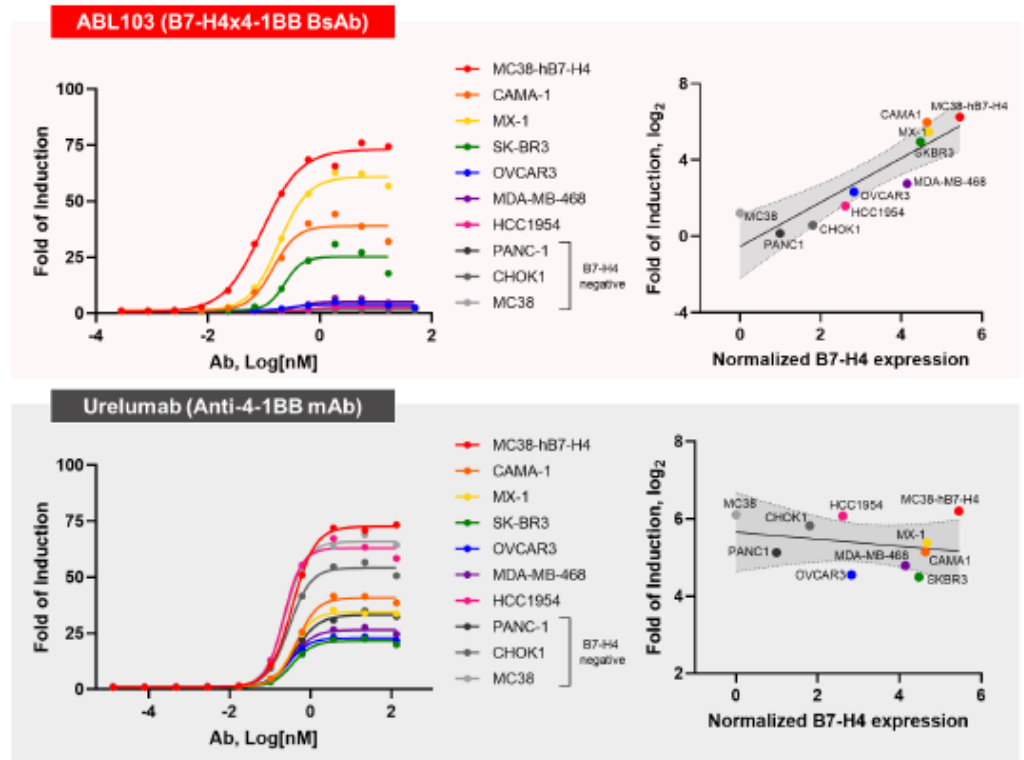 ABL103 (B7-H4x4-1BB BsAb)
Fold of Induction
100
75
50
25
0
-4
-2
0
2
Ab, Log[nM]
MC38-hB7-H4
CAMA-1
MX-1
SK-BR3
OVCAR3
MDA-MB-468
HCC1954
PANC-1
CHOK1
MC38
B7-H4
negative
Fold of Induction, log2
8
4
0
-4
0
2
4
6
Normalized B7-H4 expression
CAMA1
MC38-hB7-H4
MX-1
SKBR3
MDA-MB-468
OVCAR3
HCC1954
MC38
CHOK1
PANC1
Urelumab (Anti-4-1BB mAb)
Fold of Induction
100
75
50
25
0
-4
-2
0
2
Ab, Log[nM]
MC38-hB7-H4
CAMA-1
MX-1
SK-BR3
OVCAR3
MDA-MB-468
HCC1954
PANC-1
CHOK1
MC38
B7-H4
negative
Fold of Induction, log2
8
6
4
2
0
2
4
6
Normalized B7-H4 expression
MC38
HCC1954
MC38-hB7-H4
CHOK1
MX-1
PANC1
MDA-MB-468
CAMA1
OVCAR3
SKBR3